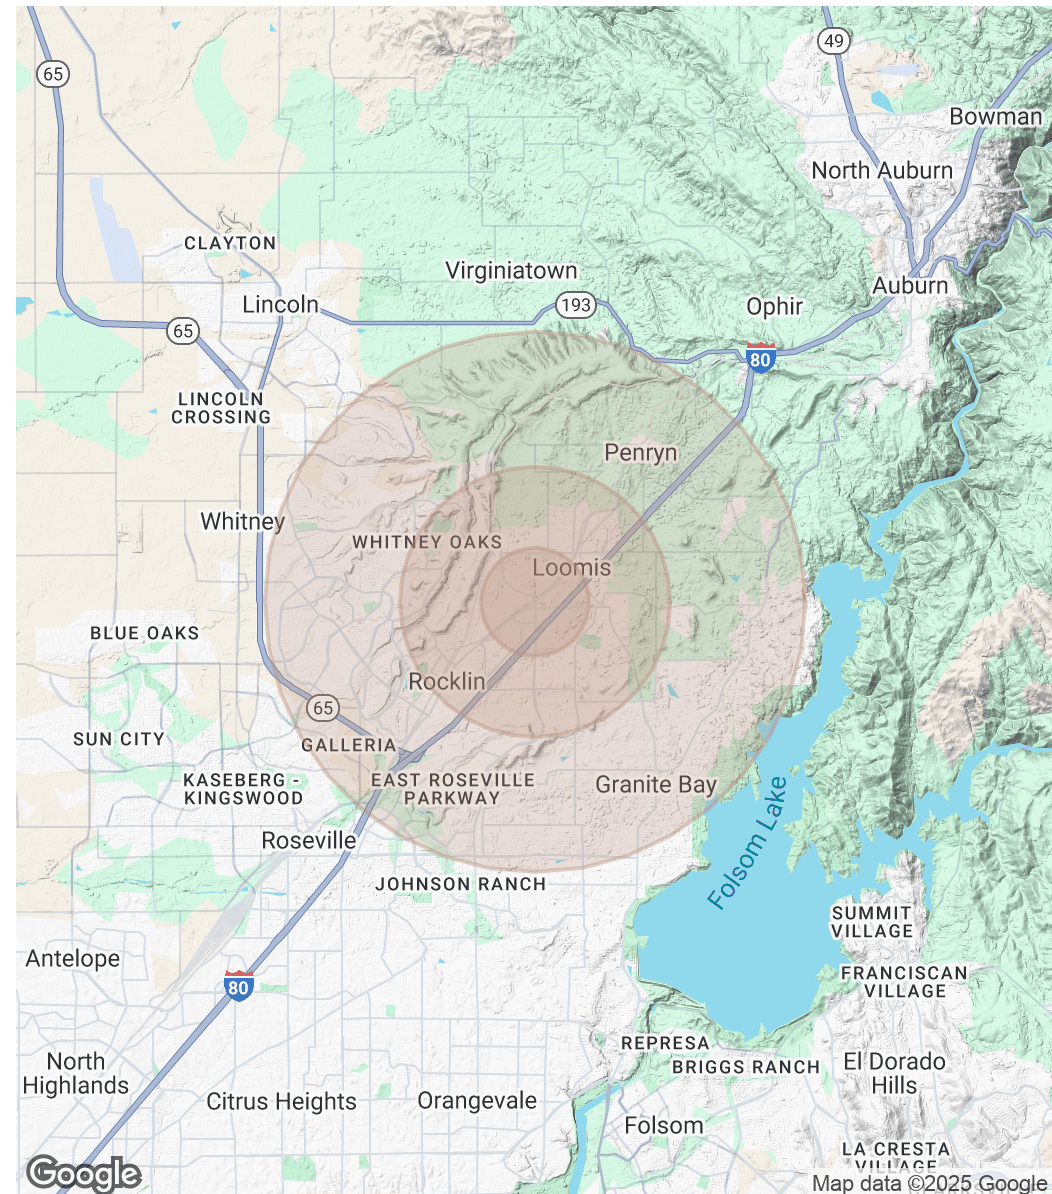 49
65
Bowman
North Auburn
CLAYTON
Virginiatown
Auburn
Lincoln
193
Ophir
65
80
LINCOLN
CROSSING
Penryn
Whitney
WHITNEY OAKS
Loomis
BLUE OAKS
Rocklin
65
SUN CITY
GALLERIA
KASEBERG -
KINGSWOOD
EAST ROSEVILLE
PARKWAY
Granite Bay
Folsom Lake
Roseville
JOHNSON RANCH
SUMMIT
VILLAGE
Antelope
FRANCISCAN
VILLAGE
80
REPRESA
North
Highlands
BRIGGS RANCH
El Dorado
Hills
Citrus Heights
Orangevale
Folsom
LA CRESTA
VILLAGE
Google
Map data ©2025 Google